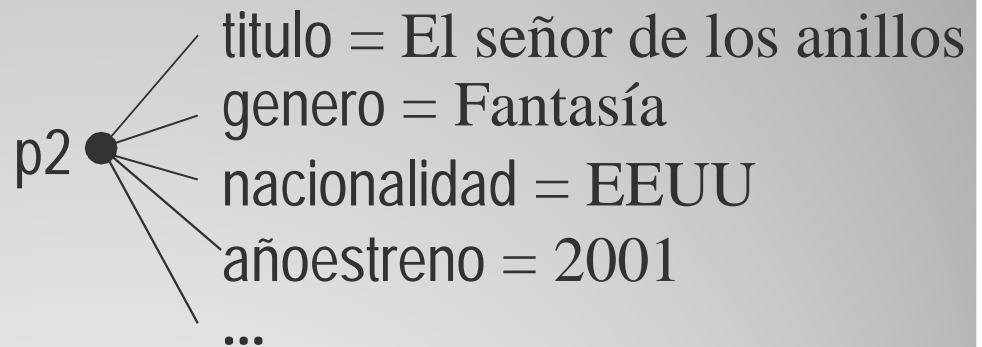 titulo = El señor de los anillos
genero = Fantasía
p2
nacionalidad = EEUU
añoestreno = 2001
...